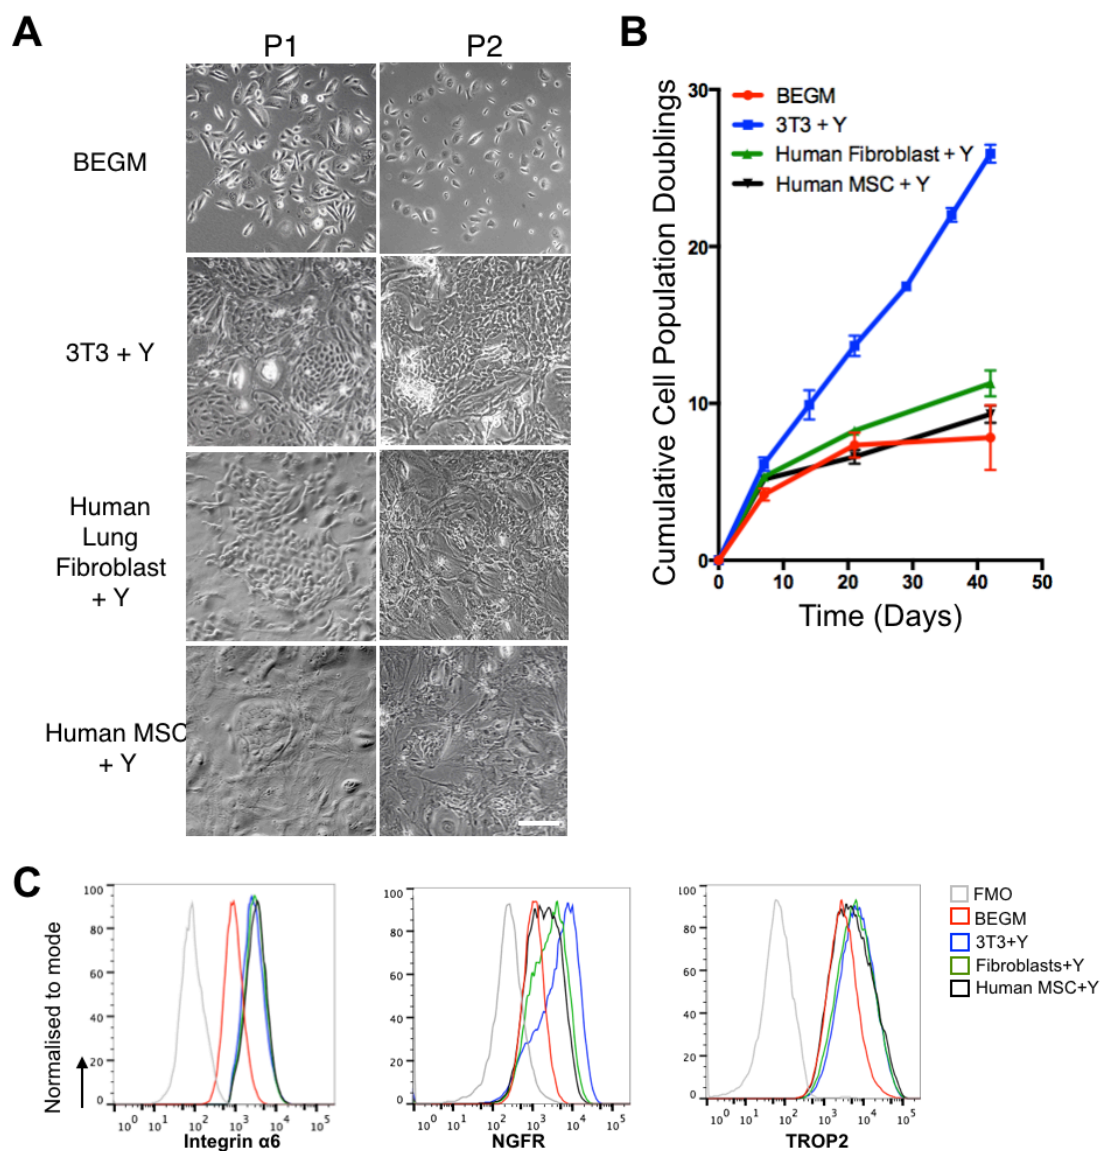 A
P1 P2
BEGM
3T3 + Y
Human
Lung
Fibroblast
+ Y
Human MSC
+ Y
B
Cumulative Cell Population Doublings
30
20
10
0
BEGM
3T3 + Y
Human Fibroblast + Y
Human MSC + Y
0 10 20 30 40 50
Time (Days)
C
Normalised to mode
100
80
60
40
20
0
10^0 10^1 10^2 10^3 10^4 10^5
Integrin α6
100
80
60
40
20
0
10^0 10^1 10^2 10^3 10^4 10^5
NGFR
100
80
60
40
20
0
10^0 10^1 10^2 10^3 10^4 10^5
TROP2
FMO
BEGM
3T3+Y
Fibroblasts+Y
Human MSC+Y